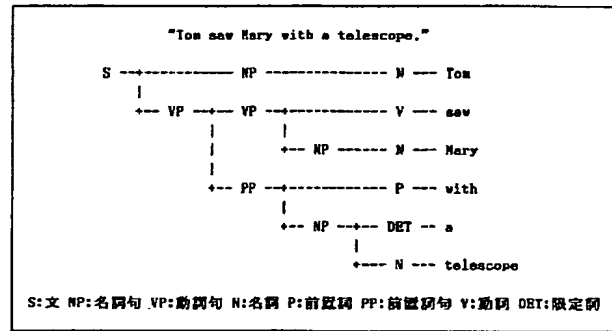 "Tom saw Mary with a telescope."
S NP N Tom
VP VP V saw
NP N Mary
PP P with
NP DET a
N telescope
S:文 NP:名詞句 VP:動詞句 N:名詞 P:前置詞 PP:前置詞句 V:動詞 DET:限定詞